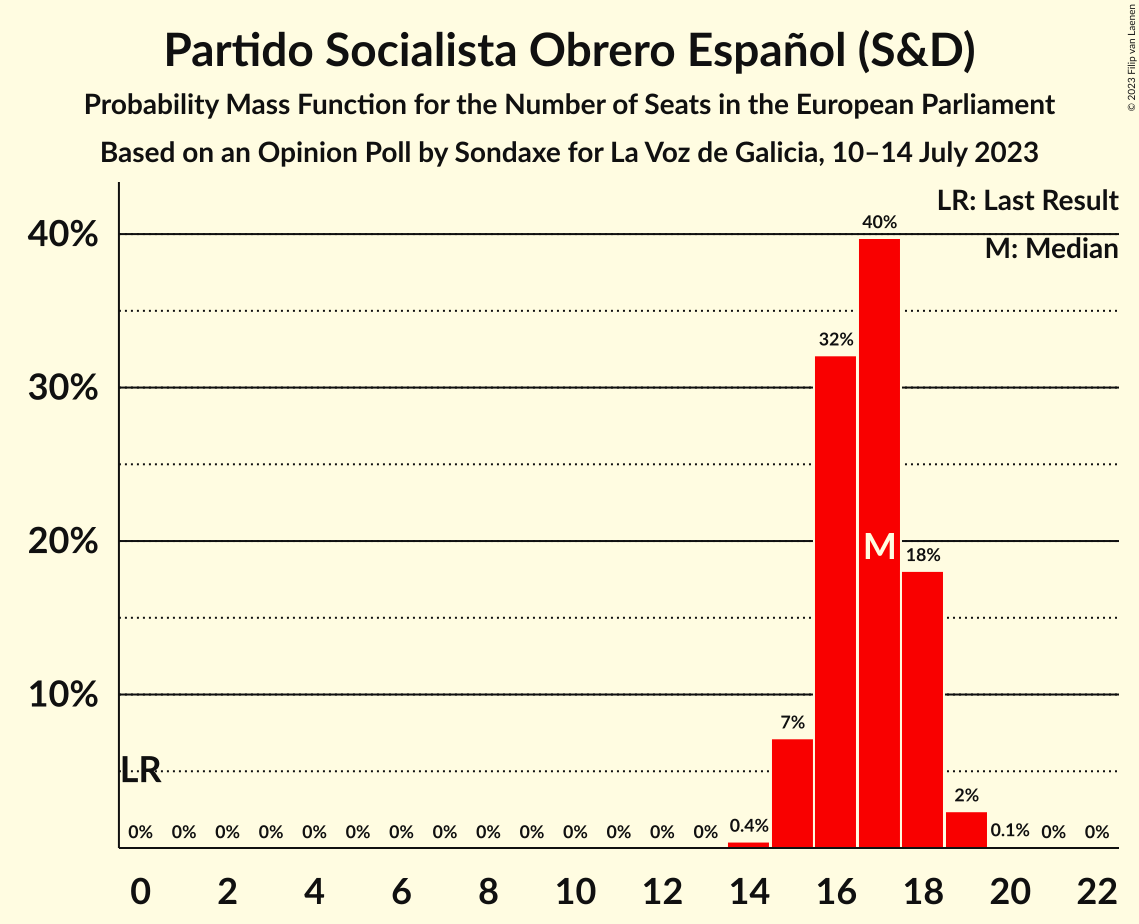 Partido Socialista Obrero Español (S&D)
Probability Mass Function for the Number of Seats in the European Parliament
Based on an Opinion Poll by Sondaxe for La Voz de Galicia, 10–14 July 2023
© 2023 Filip van Laenen
LR: Last Result
M: Median
40%
30%
20%
10%
40%
32%
M
18%
7%
LR
2%
0% 0% 0% 0% 0% 0% 0% 0% 0% 0% 0% 0% 0% 0% 0.4% 0.1% 0% 0%
0 2 4 6 8 10 12 14 16 18 20 22